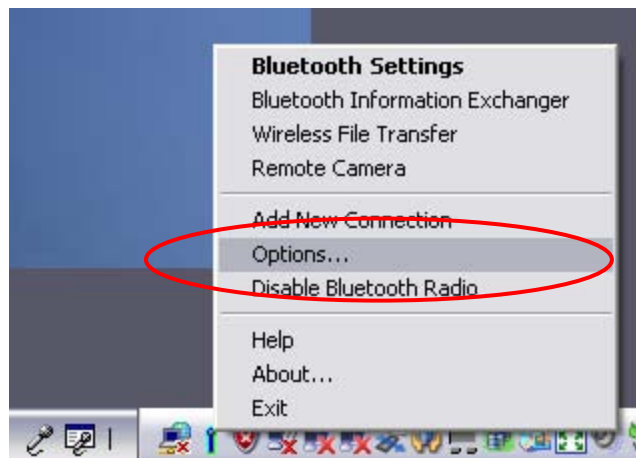 Bluetooth Settings
Bluetooth Information Exchanger
Wireless File Transfer
Remote Camera
Add New Connection
Options...
Disable Bluetooth Radio
Help
About...
Exit